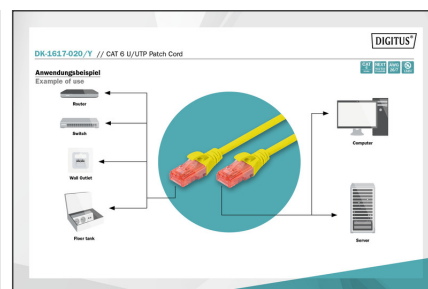 DIGITUS®
DK-1617-020/Y // CAT 6 U/UTP Patch Cord
Anwendungsbeispiel
Example of use
Router
Switch
Wall Outlet
Floor tank
Computer
Server